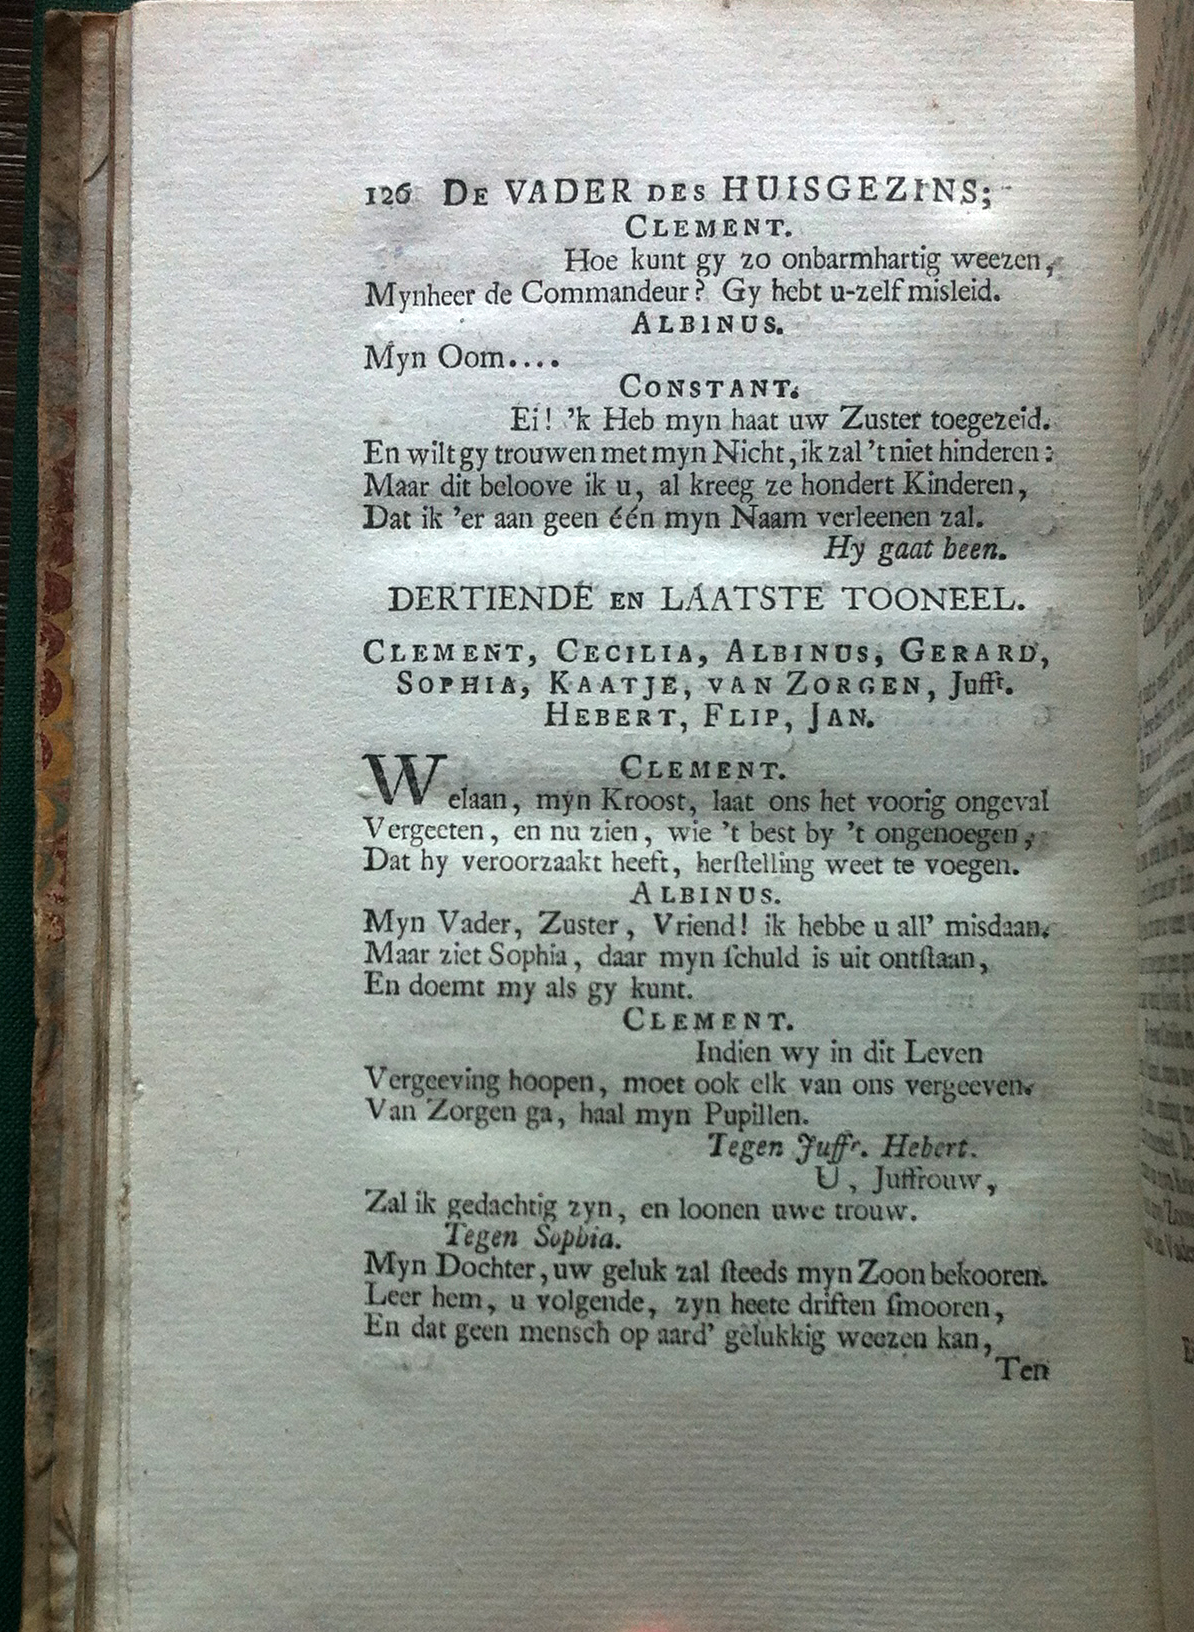 126 DE VADER DES HUISGEZINS;
CLEMENT.
Hoe kunt gy zo onbarmhartig weezen,
Mynheer de Commandeur? Gy hebt u-zelf misleid.
ALBINUS.
Myn Oom....
CONSTANT.
Ei! 'k Heb myn haat uw Zuster toegezeid.
En wilt gy trouwen met myn Nicht, ik zal 't niet hinderen:
Maar dit beloove ik u, al kreeg ze hondert Kinderen,
Dat ik 'er aan geen één myn Naam verleenen zal.
Hy gaat heen.
DERTIENDE EN LAATSTE TOONEEL.
CLEMENT, CECILIA, ALBINUS, GERARD,
SOPHIA, KAATJE, VAN ZORGEN, Juffr.
HEBERT, FLIP, JAN.
CLEMENT.
Welaan, myn Kroost, laat ons het voorig ongeval
Vergeeten, en nu zien, wie 't best by 't ongenoegen,
Dat hy veroorzaakt heeft, herſtelling weet te voegen.
ALBINUS.
Myn Vader, Zuster, Vriend! ik hebbe u all' misdaan.
Maar ziet Sophia, daar myn ſchuld is uit ontſtaan,
En doemt my als gy kunt.
CLEMENT.
Indien wy in dit Leven
Vergeeving hoopen, moet ook elk van ons vergeeven.
Van Zorgen ga, haal myn Pupillen.
Tegen Juffr. Hebert.
U, Juffrouw,
Zal ik gedachtig zyn, en loonen uwe trouw.
Tegen Sophia.
Myn Dochter, uw geluk zal ſteeds myn Zoon bekooren.
Leer hem, u volgende, zyn heete driften ſmooren,
En dat geen mensch op aard' gelukkig weezen kan,
Ten